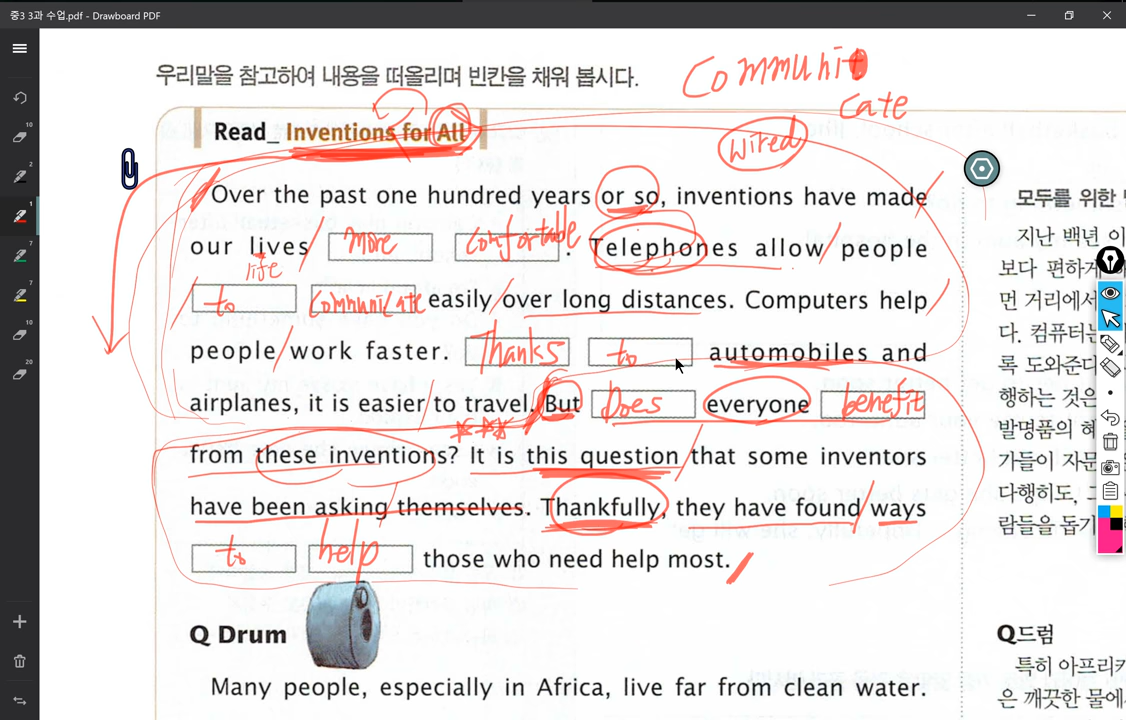 중3 3과 수업.pdf - Drawboard PDF
우리말을 참고하여 내용을 떠올리며 빈칸을 채워 봅시다.
Communi
cate
Read_ Inventions for All
wired
Over the past one hundred years or so, inventions have made
our lives more comfortable. Telephones allow people
life
to communicate easily over long distances. Computers help
people work faster. Thanks to automobiles and
airplanes, it is easier to travel. But Does everyone benefit
from these inventions? It is this question that some inventors
have been asking themselves. Thankfully, they have found ways
to help those who need help most.
Q Drum
Many people, especially in Africa, live far from clean water.
모두를 위한
지난 백년
보다 편하게
먼 거리에서
다. 컴퓨터는
록 도와준다
행하는 것은
발명품의
가들이 자문
다행히도,
람들을 돕기
Q드럼
특히 아프리카
은 깨끗한 물에
10
2
1
7
7
10
20